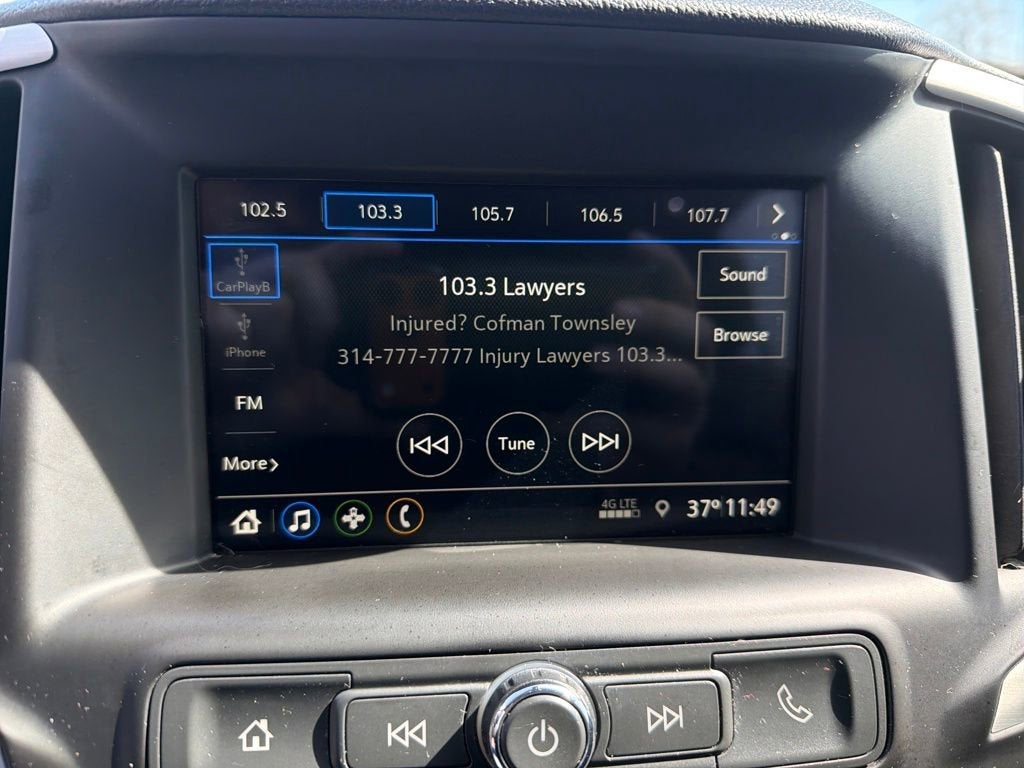 102.5 103.3 105.7 106.5 107.7 >
CarPlayB
103.3 Lawyers
Sound
Injured? Cofman Townsley
iPhone
314-777-7777 Injury Lawyers 103.3...
Browse
FM
Tune
More>
4G LTE
37° 11:49